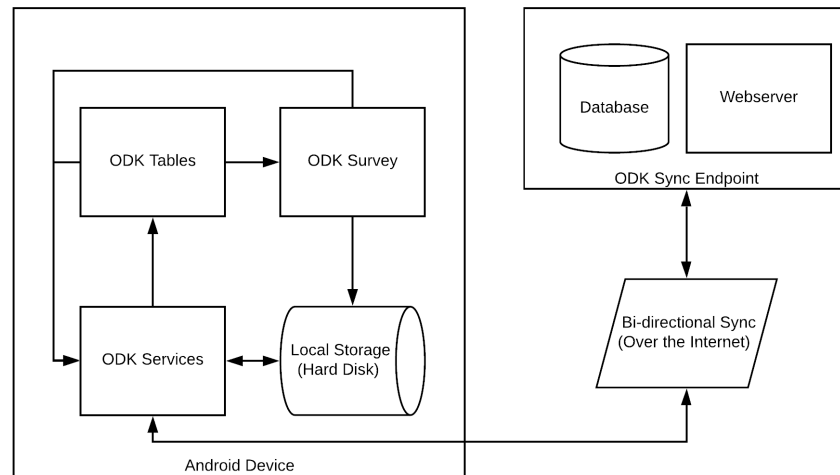 Database
Webserver
ODK Sync Endpoint
ODK Tables
ODK Survey
ODK Services
Local Storage
(Hard Disk)
Bi-directional Sync
(Over the Internet)
Android Device